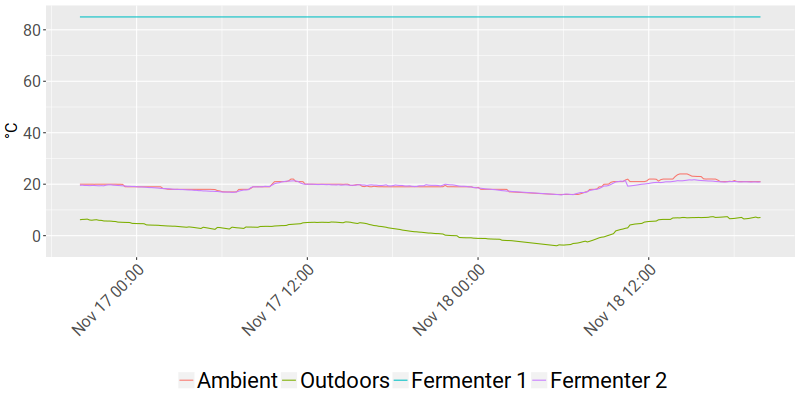 80
60
40
20
0
°C
Nov 17 00:00
Nov 17 12:00
Nov 18 00:00
Nov 18 12:00
Ambient Outdoors Fermenter 1 Fermenter 2